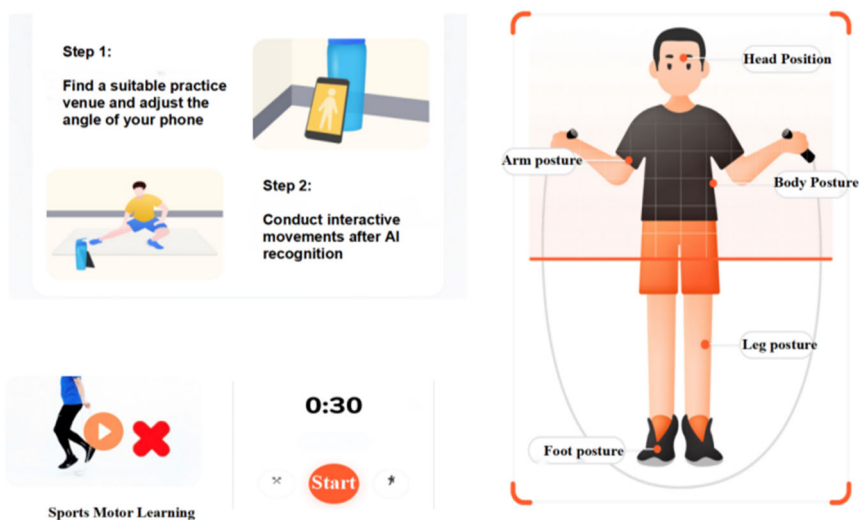 Step 1:
Find a suitable practice
venue and adjust the
angle of your phone
Step 2:
Conduct interactive
movements after AI
recognition
Sports Motor Learning
0:30
Start
Head Position
Arm posture
Body Posture
Leg posture
Foot posture